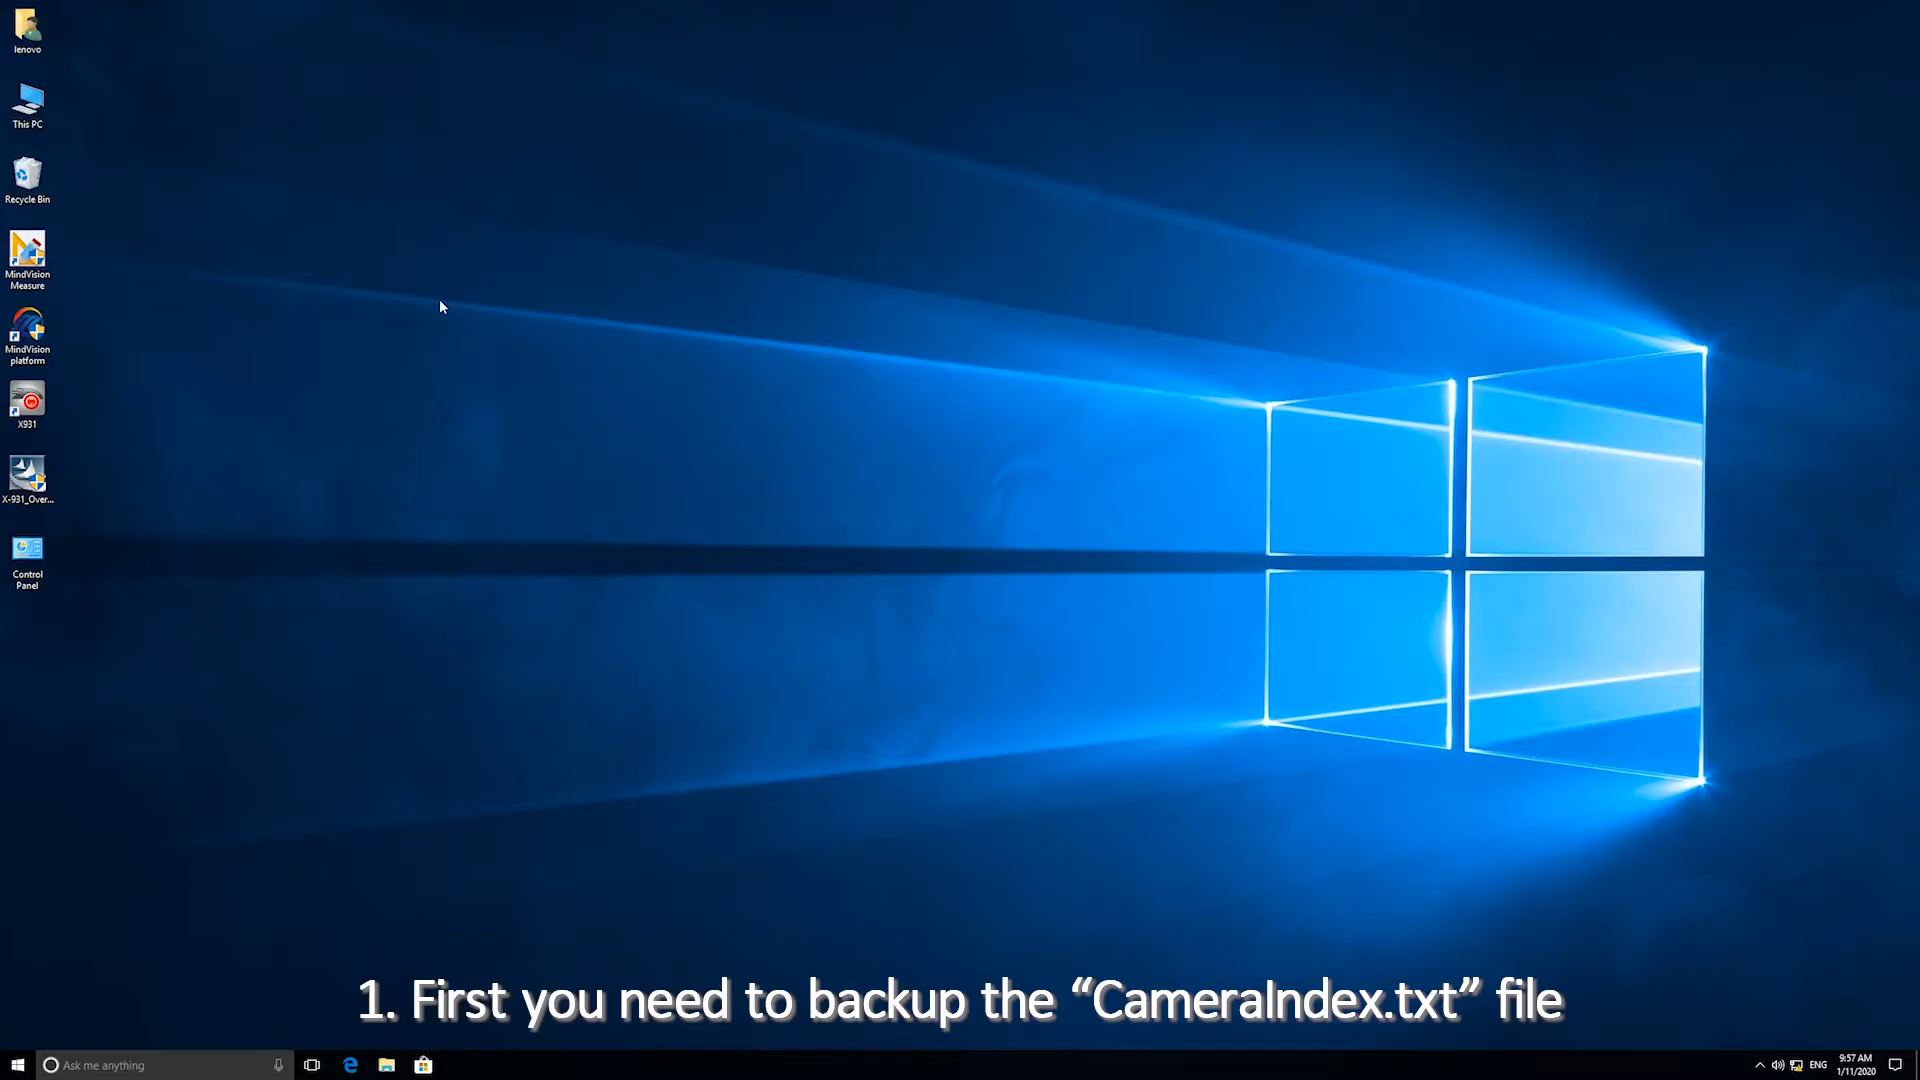 lenovo
This PC
Recycle Bin
MindVision
Measure
MindVision
platform
X931
X-931_Over...
Control
Panel
1. First you need to backup the “CameraIndex.txt” file
Ask me anything
ENG
9:57 AM
1/11/2020